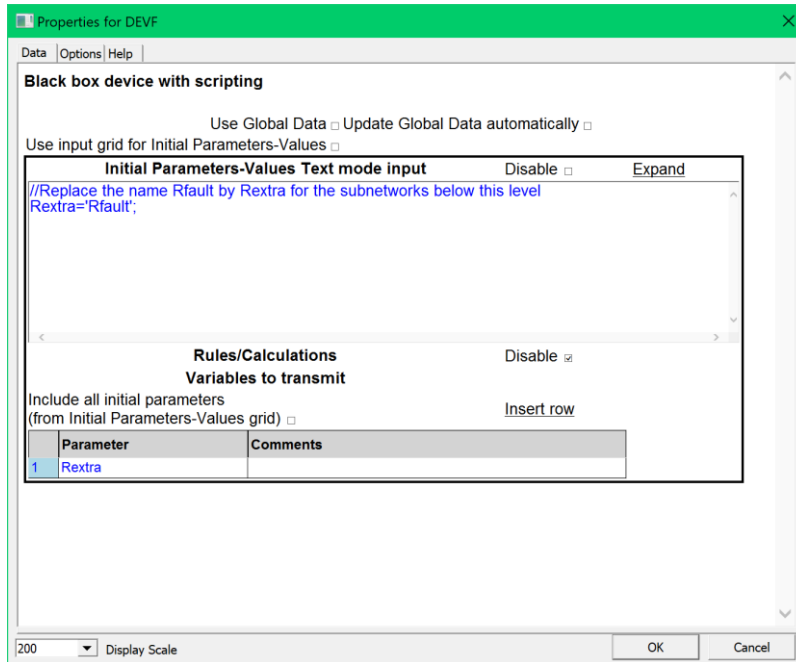 Properties for DEVF
Data Options Help
Black box device with scripting
Use Global Data Update Global Data automatically
Use input grid for Initial Parameters-Values
Initial Parameters-Values Text mode input Disable Expand
//Replace the name Rfault by Rextra for the subnetworks below this level
Rextra='Rfault';
Rules/Calculations Disable
Variables to transmit
Include all initial parameters
(from Initial Parameters-Values grid) Insert row
Parameter Comments
1 Rextra
200 Display Scale OK Cancel